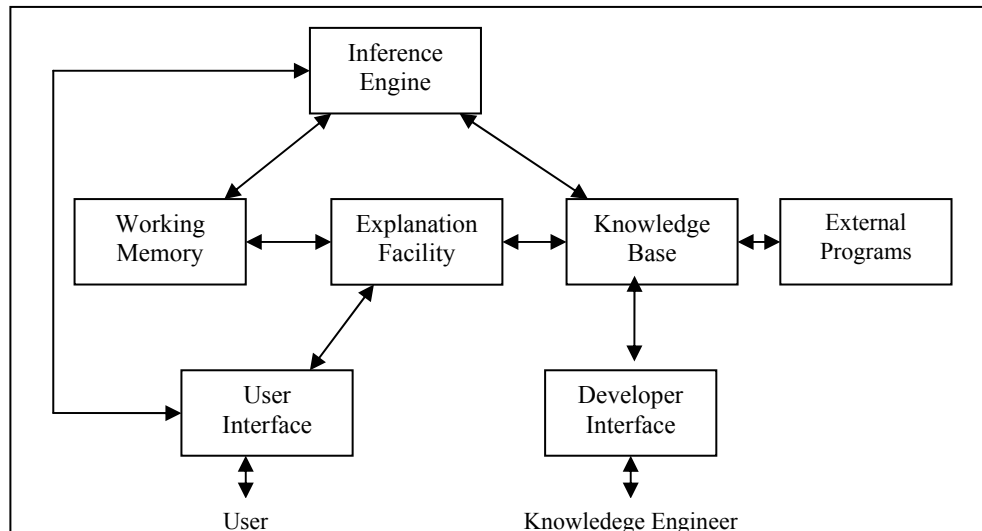 Inference
Engine
Working
Memory
Explanation
Facility
Knowledge
Base
External
Programs
User
Interface
Developer
Interface
User
Knowledege Engineer